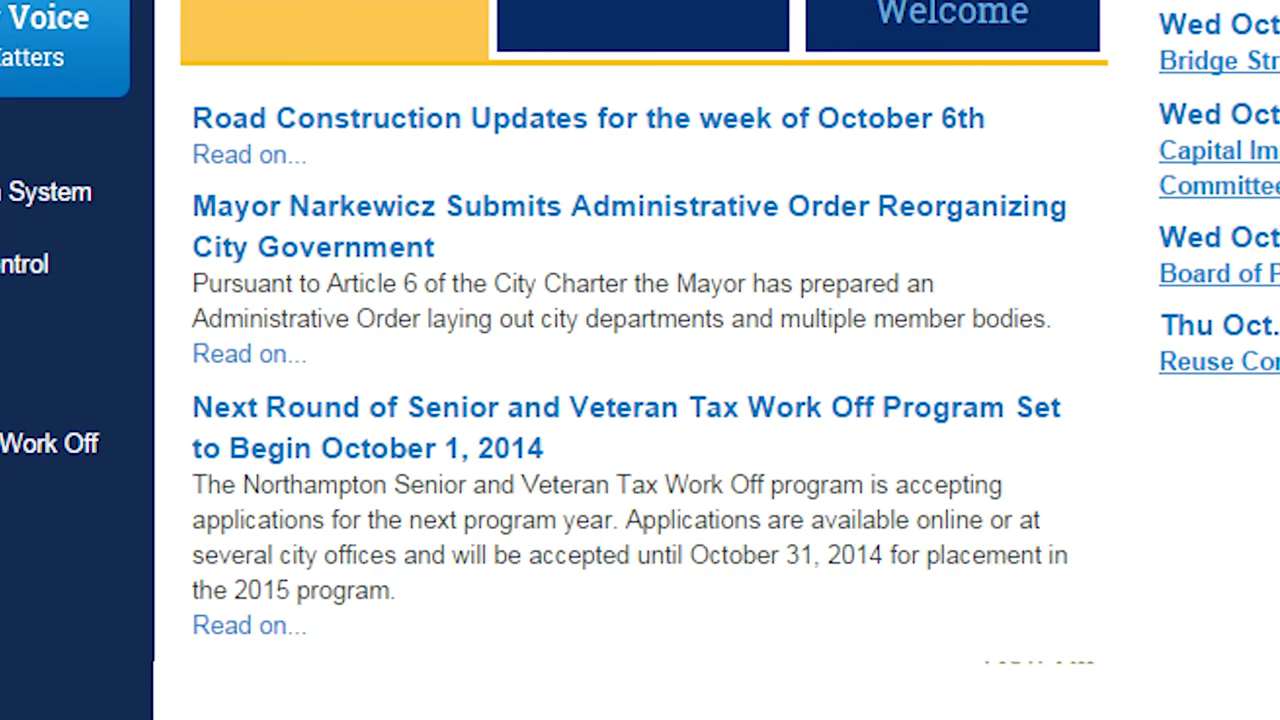 Voice
Matters
System
Work Off
Welcome
Road Construction Updates for the week of October 6th
Read on...
Mayor Narkewicz Submits Administrative Order Reorganizing
City Government
Pursuant to Article 6 of the City Charter the Mayor has prepared an
Administrative Order laying out city departments and multiple member bodies.
Read on...
Next Round of Senior and Veteran Tax Work Off Program Set
to Begin October 1, 2014
The Northampton Senior and Veteran Tax Work Off program is accepting
applications for the next program year. Applications are available online or at
several city offices and will be accepted until October 31, 2014 for placement in
the 2015 program.
Read on...
Wed Oct
Bridge
Wed Oct
Capital
Committee
Wed Oct
Board of
Thu Oct.
Reuse